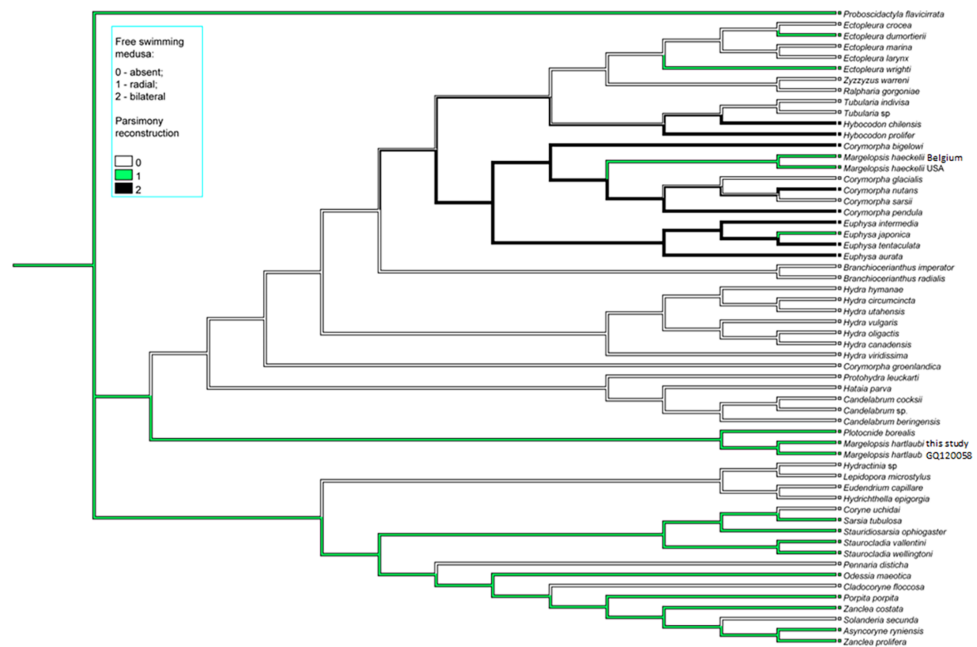 Free swimming
medusa:
0 - absent;
1 - radial;
2 - bilateral
Parsimony
reconstruction
0
1
2
Proboscidactyla flavicirrata
Ectopleura crocea
Ectopleura dumortierii
Ectopleura marina
Ectopleura larynx
Ectopleura wrighti
Zyzzyzus warreni
Ralpharia gorgoniae
Tubularia indivisa
Tubularia sp
Hybocodon chilensis
Hybocodon prolifer
Corymorpha bigelowi
Margelopsis haeckelii Belgium
Margelopsis haeckelii USA
Corymorpha glacialis
Corymorpha nutans
Corymorpha sarsii
Corymorpha pendula
Euphysa intermedia
Euphysa japonica
Euphysa tentaculata
Euphysa aurata
Branchiocerianthus imperator
Branchiocerianthus radialis
Hydra hymanae
Hydra circumcincta
Hydra utahensis
Hydra vulgaris
Hydra oligactis
Hydra canadensis
Hydra viridissima
Corymorpha groenlandica
Protohydra leuckarti
Hataia parva
Candelabrum cocksii
Candelabrum sp.
Candelabrum beringensis
Plotocnide borealis
Margelopsis hartlaubi this study
Margelopsis hartlaub GQ120058
Hydractinia sp
Lepidopora microstylus
Eudendrium capillare
Hydrichthella epigorgia
Coryne uchidai
Sarsia tubulosa
Stauridiosarsia ophiogaster
Staurocladia vallentini
Staurocladia wellingtoni
Pennaria disticha
Odessia maeotica
Cladocoryne floccosa
Porpita porpita
Zanclea costata
Solanderia secunda
Asyncoryne ryniensis
Zanclea prolifera